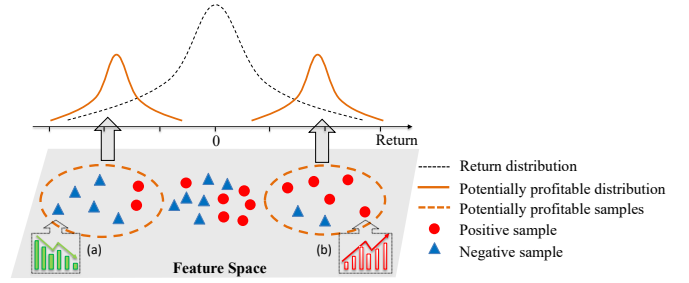 0
Return
Return distribution
Potentially profitable distribution
Potentially profitable samples
Positive sample
Negative sample
(a)
(b)
Feature Space